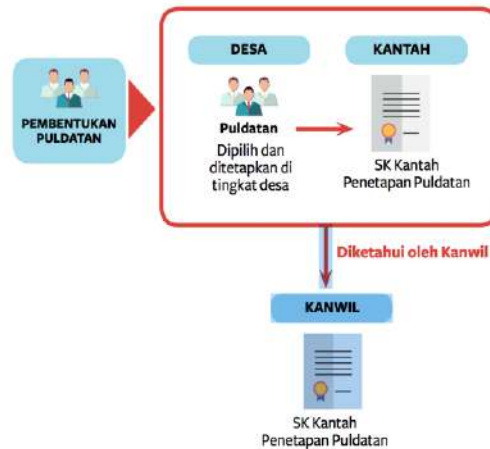 PEMBENTUKAN
PULDATAN
DESA
Puldatan
Dipilih dan
ditetapkan di
tingkat desa
KANTAH
SK Kantah
Penetapan Puldatan
Diketahui oleh Kanwil
KANWIL
SK Kantah
Penetapan Puldatan